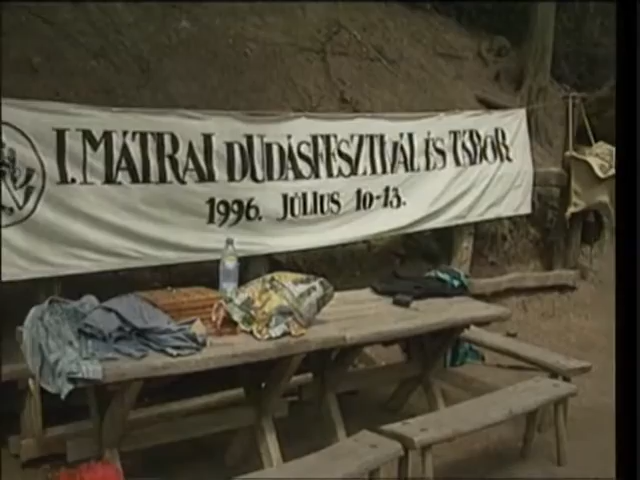 I. MÁTRAI DUDÁSFESZTIVÁL ÉS TÁBOR
1996. JÚLIUS 10-13.